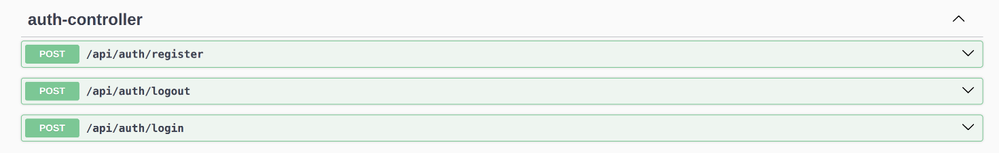 auth-controller
POST /api/auth/register
POST /api/auth/logout
POST /api/auth/login